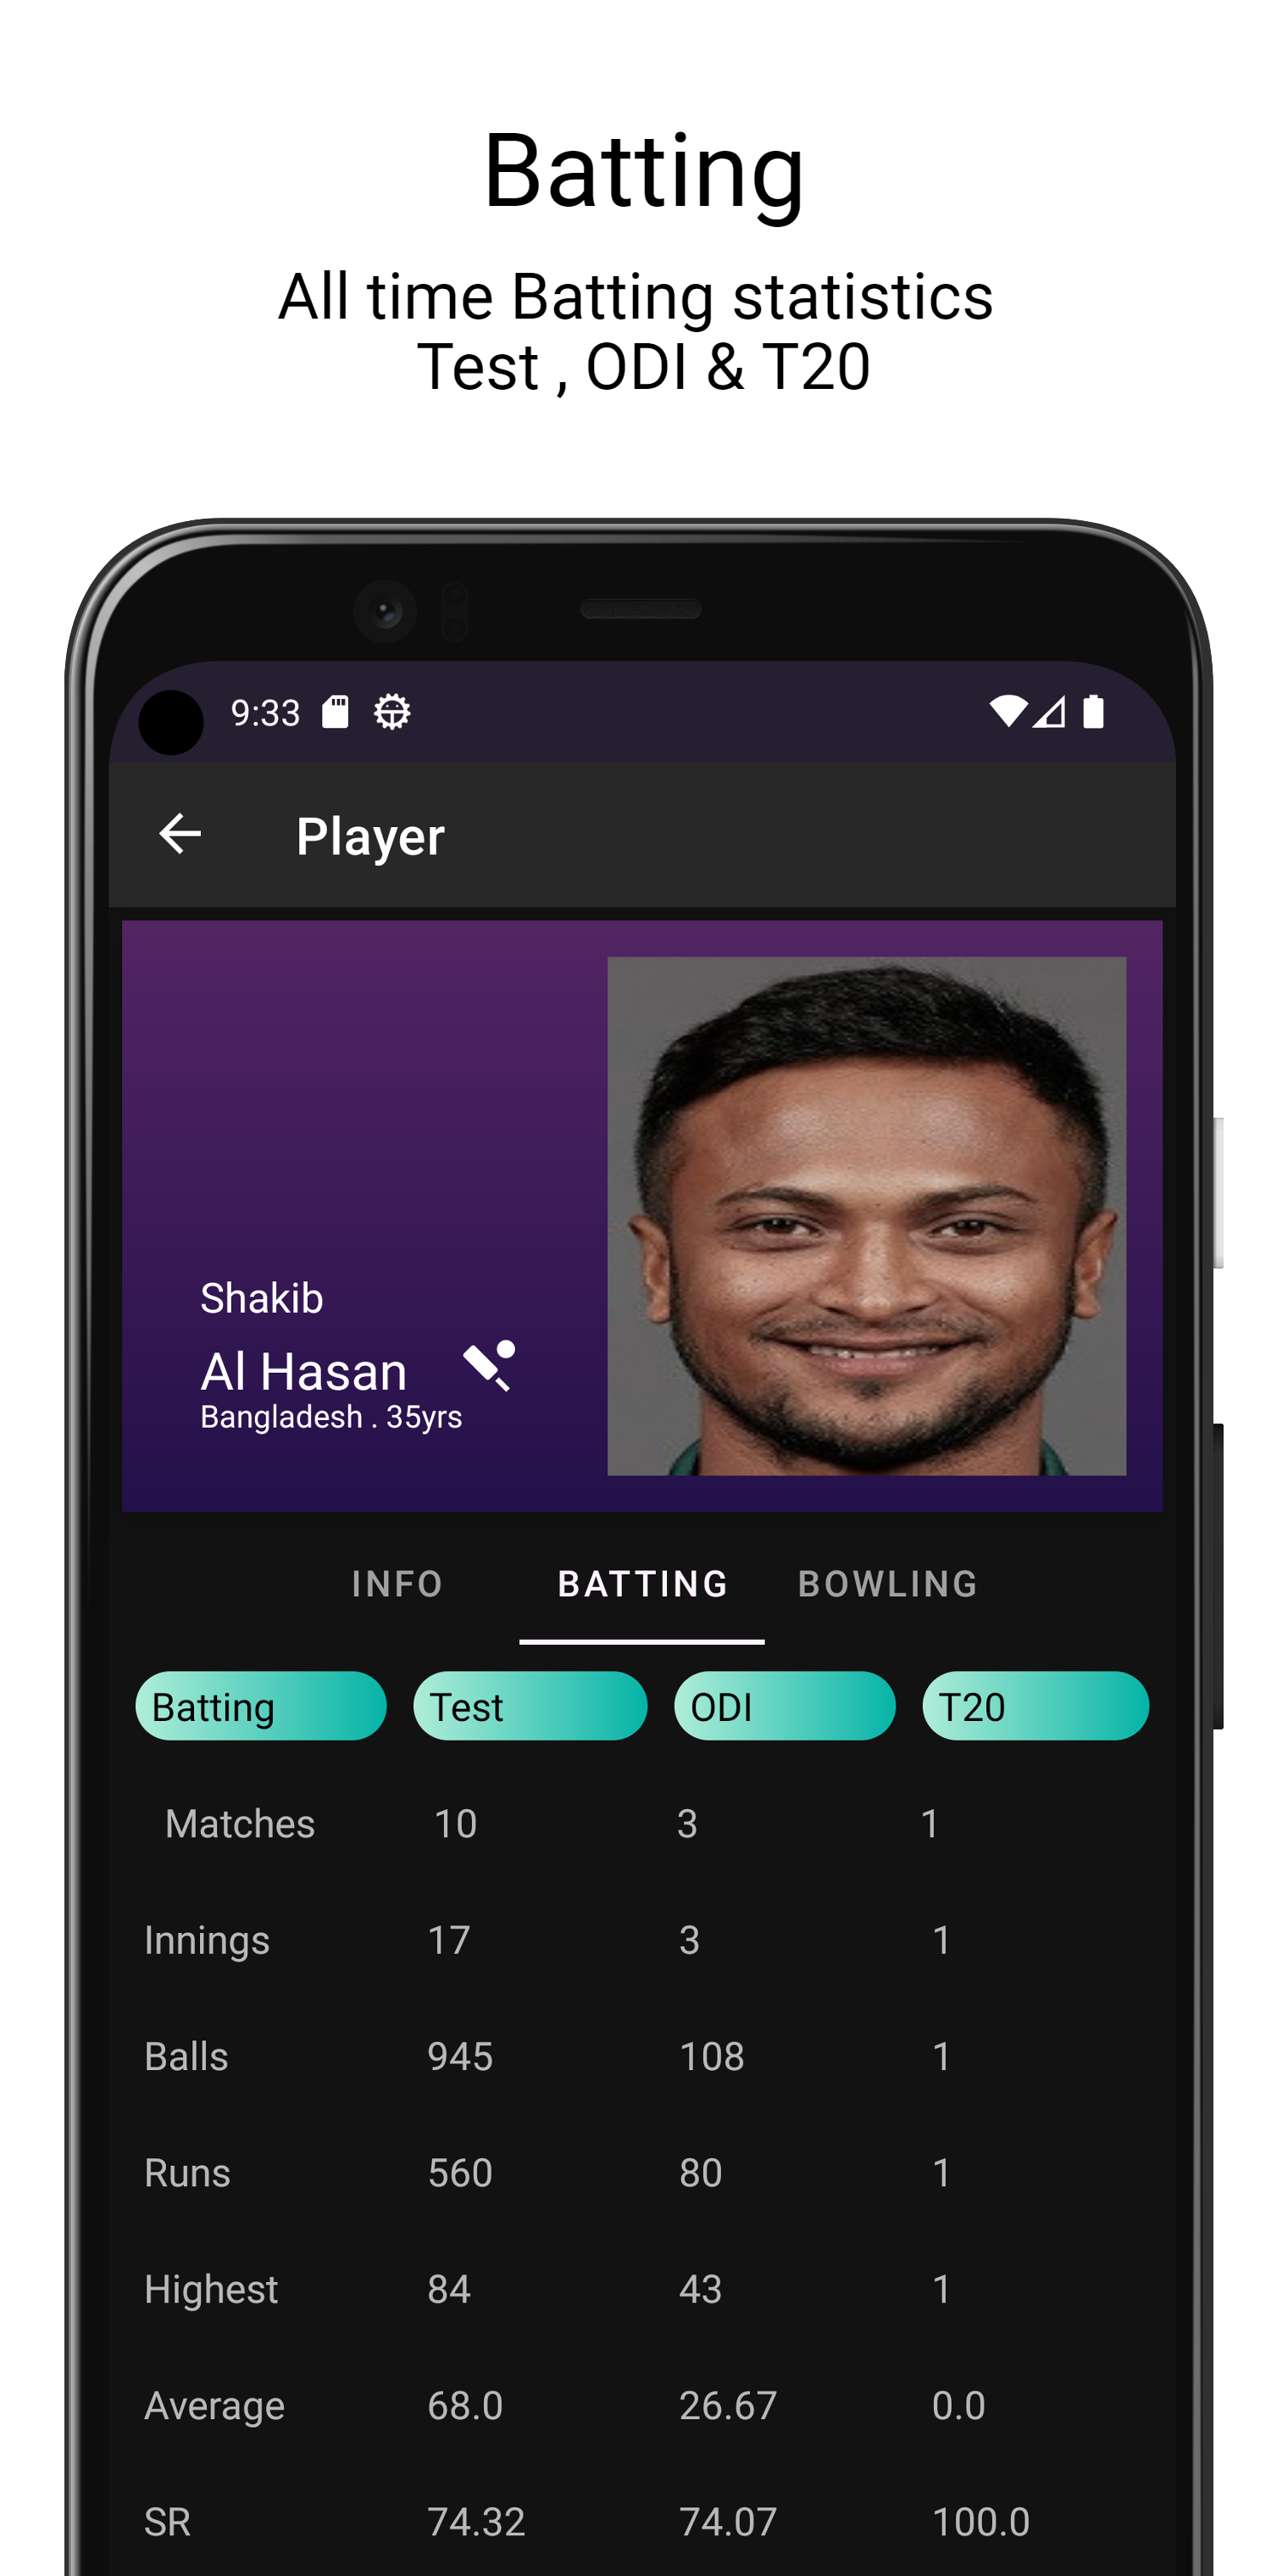 Batting
All time Batting statistics
Test , ODI & T20
9:33
Player
Shakib
Al Hasan
Bangladesh . 35yrs
INFO BATTING BOWLING
Batting Test ODI T20
Matches 10 3 1
Innings 17 3 1
Balls 945 108 1
Runs 560 80 1
Highest 84 43 1
Average 68.0 26.67 0.0
SR 74.32 74.07 100.0